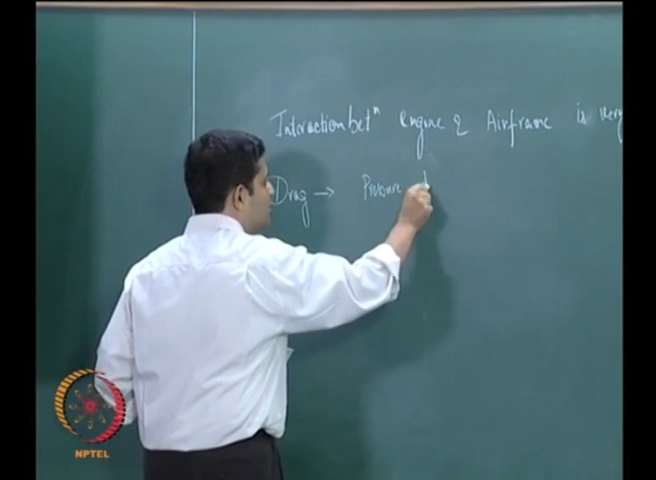 Interaction betⁿ engine & Airframe is very
Drag → Pressure d
NPTEL